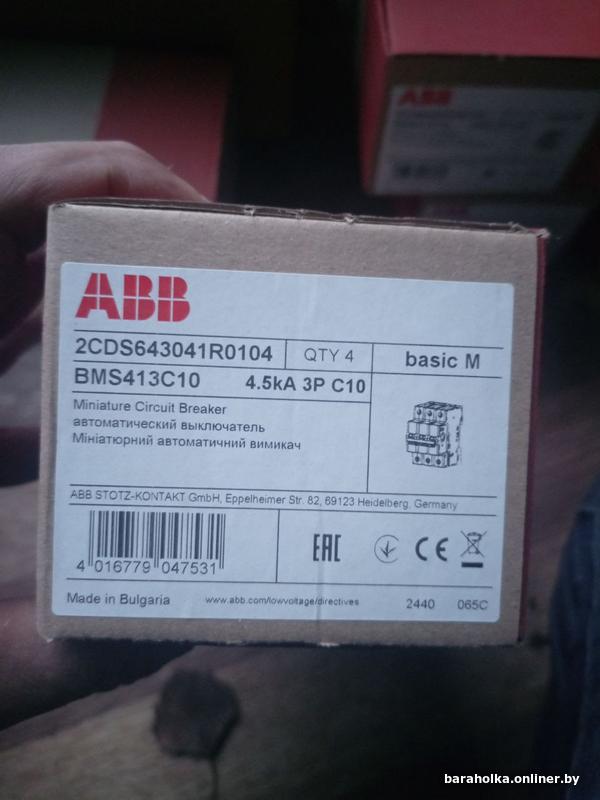 ABB
ABB
2CDS643041R0104 QTY 4 basic M
BMS413C10 4.5kA 3P C10
Miniature Circuit Breaker
автоматический выключатель
Мініатюрний автоматичний вимикач
ABB STOTZ-KONTAKT GmbH, Eppelheimer Str. 82, 69123 Heidelberg, Germany
4 016779 047531
EAC CE
Made in Bulgaria www.abb.com/lowvoltage/directives 2440 065C
baraholka.onliner.by